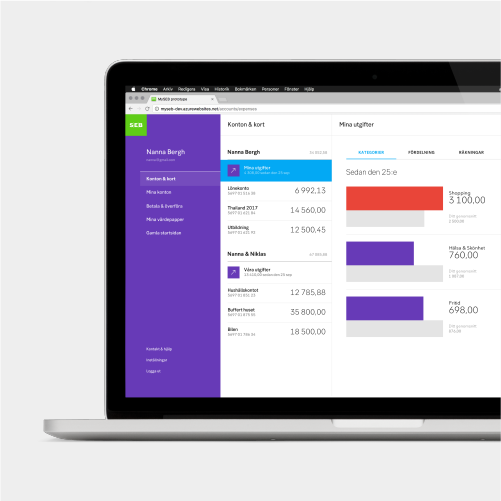 Chrome Arkiv Redigera Visa Historik Bokmärken Personer Fönster Hjälp
MySEB prototype
myseb-dev.azurewebsites.net/accounts/expenses
SEB
Nanna Bergh
Konton & kort
Mina konton
Betala & överföra
Mina värdepapper
Gamla startsidan
Kontakt & hjälp
Inställningar
Logga ut
Konton & kort
Nanna Bergh
Mina utgifter
Lönekonto
6 992,13
Thailand 2017
14 560,00
Utbildning
12 500,45
Nanna & Niklas
Våra utgifter
Hushållskontot
12 785,88
Buffert huset
35 800,00
Bilen
18 500,00
Mina utgifter
KATEGORIER FÖRDELNING RÄKNINGAR
Sedan den 25:e
Shopping
3 100,00
Hälsa & Skönhet
760,00
Fritid
698,00